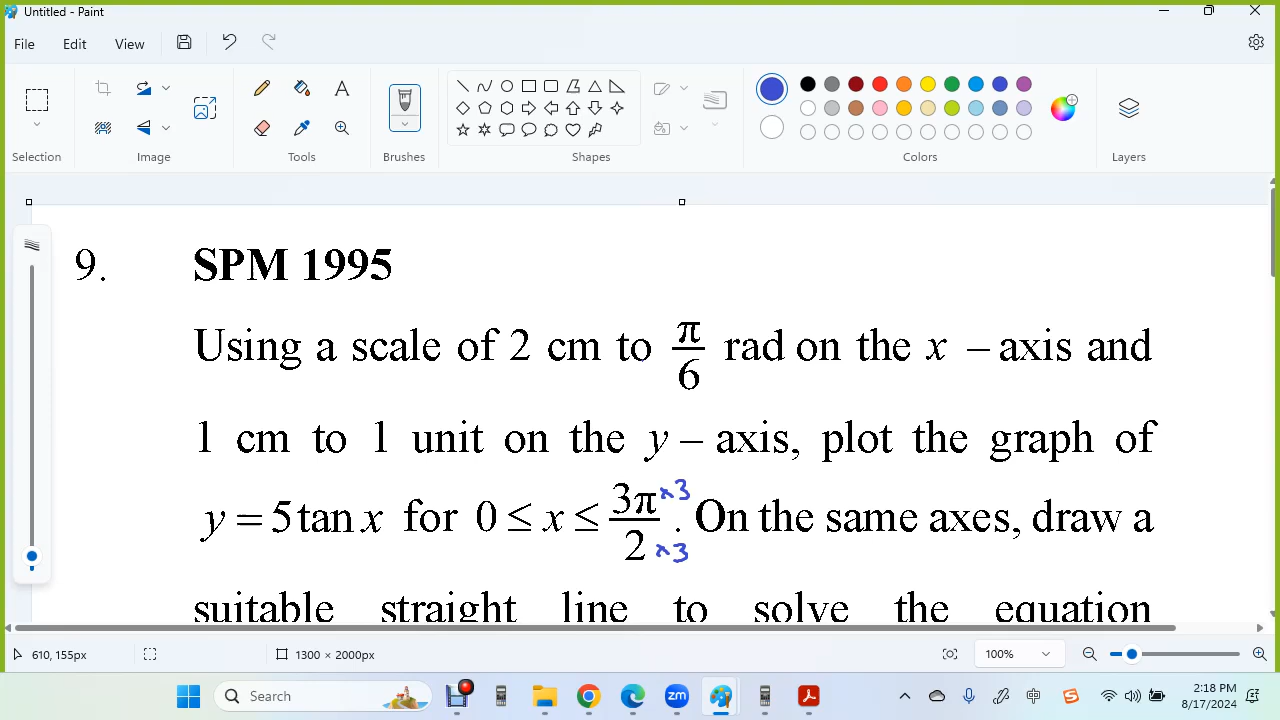 Untitled - Paint
File Edit View
Selection Image Tools Brushes Shapes Colors Layers
9. SPM 1995
Using a scale of 2 cm to π/6 rad on the x – axis and
1 cm to 1 unit on the y – axis, plot the graph of
y = 5 tan x for 0 ≤ x ≤ 3π/2 . On the same axes, draw a
×3
×3
suitable straight line to solve the equation
610, 155px 1300 × 2000px 100%
Search zm 中 2:18 PM
8/17/2024